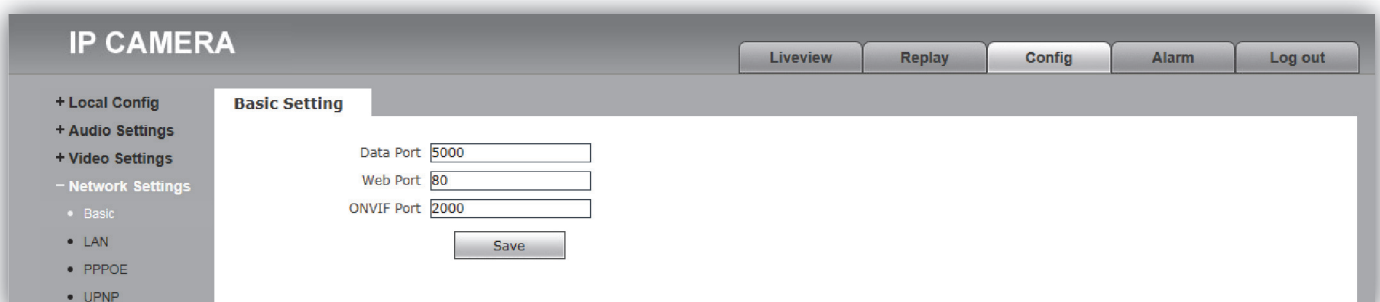 IP CAMERA
Liveview Replay Config Alarm Log out
+ Local Config
+ Audio Settings
+ Video Settings
− Network Settings
• Basic
• LAN
• PPPOE
• UPNP
Basic Setting
Data Port 5000
Web Port 80
ONVIF Port 2000
Save